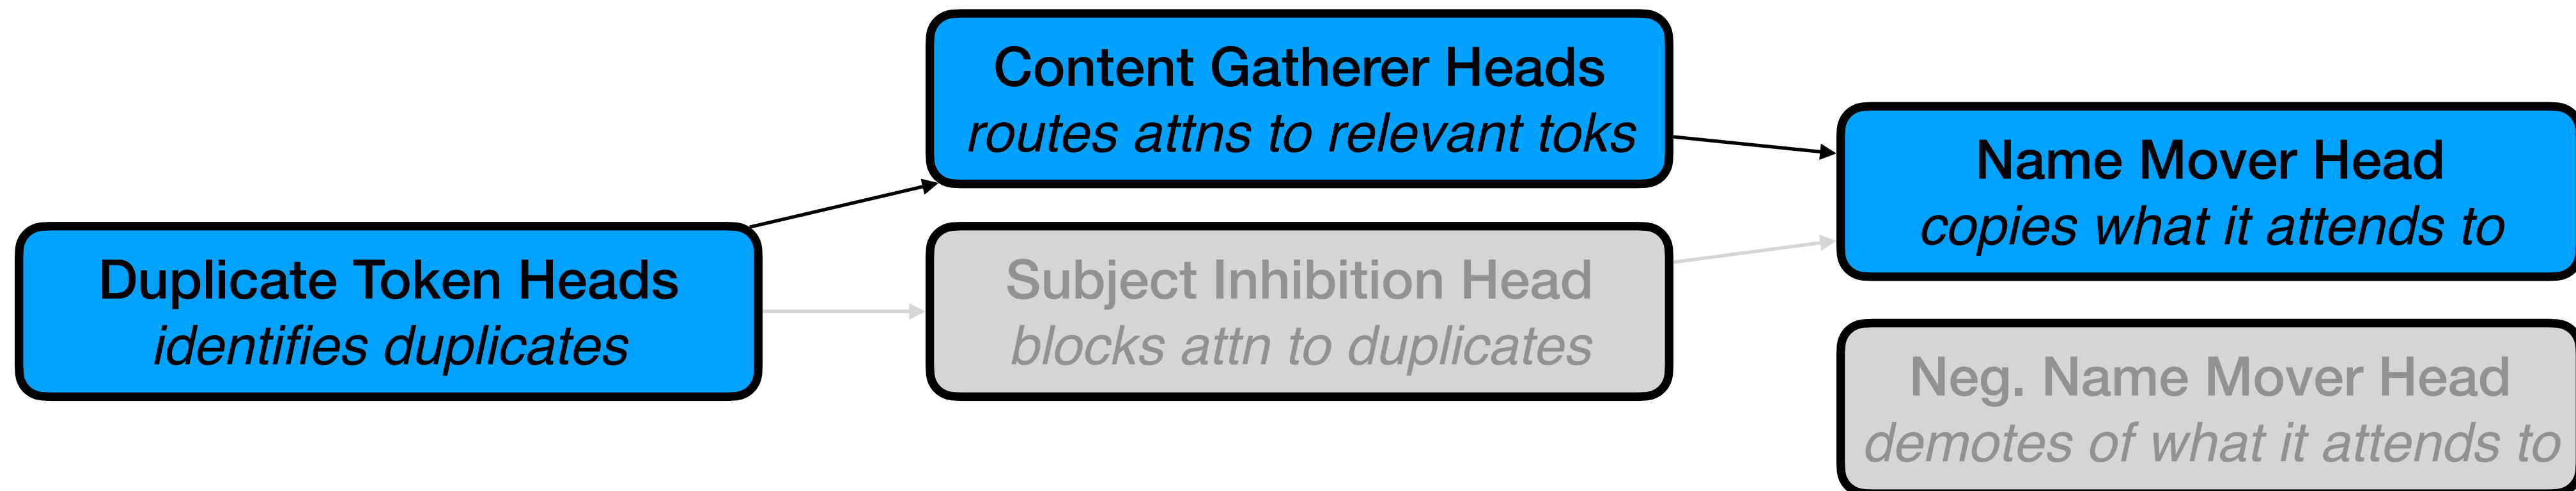 Content Gatherer Heads
routes attns to relevant toks
Name Mover Head
copies what it attends to
Duplicate Token Heads
identifies duplicates
Subject Inhibition Head
blocks attn to duplicates
Neg. Name Mover Head
demotes of what it attends to